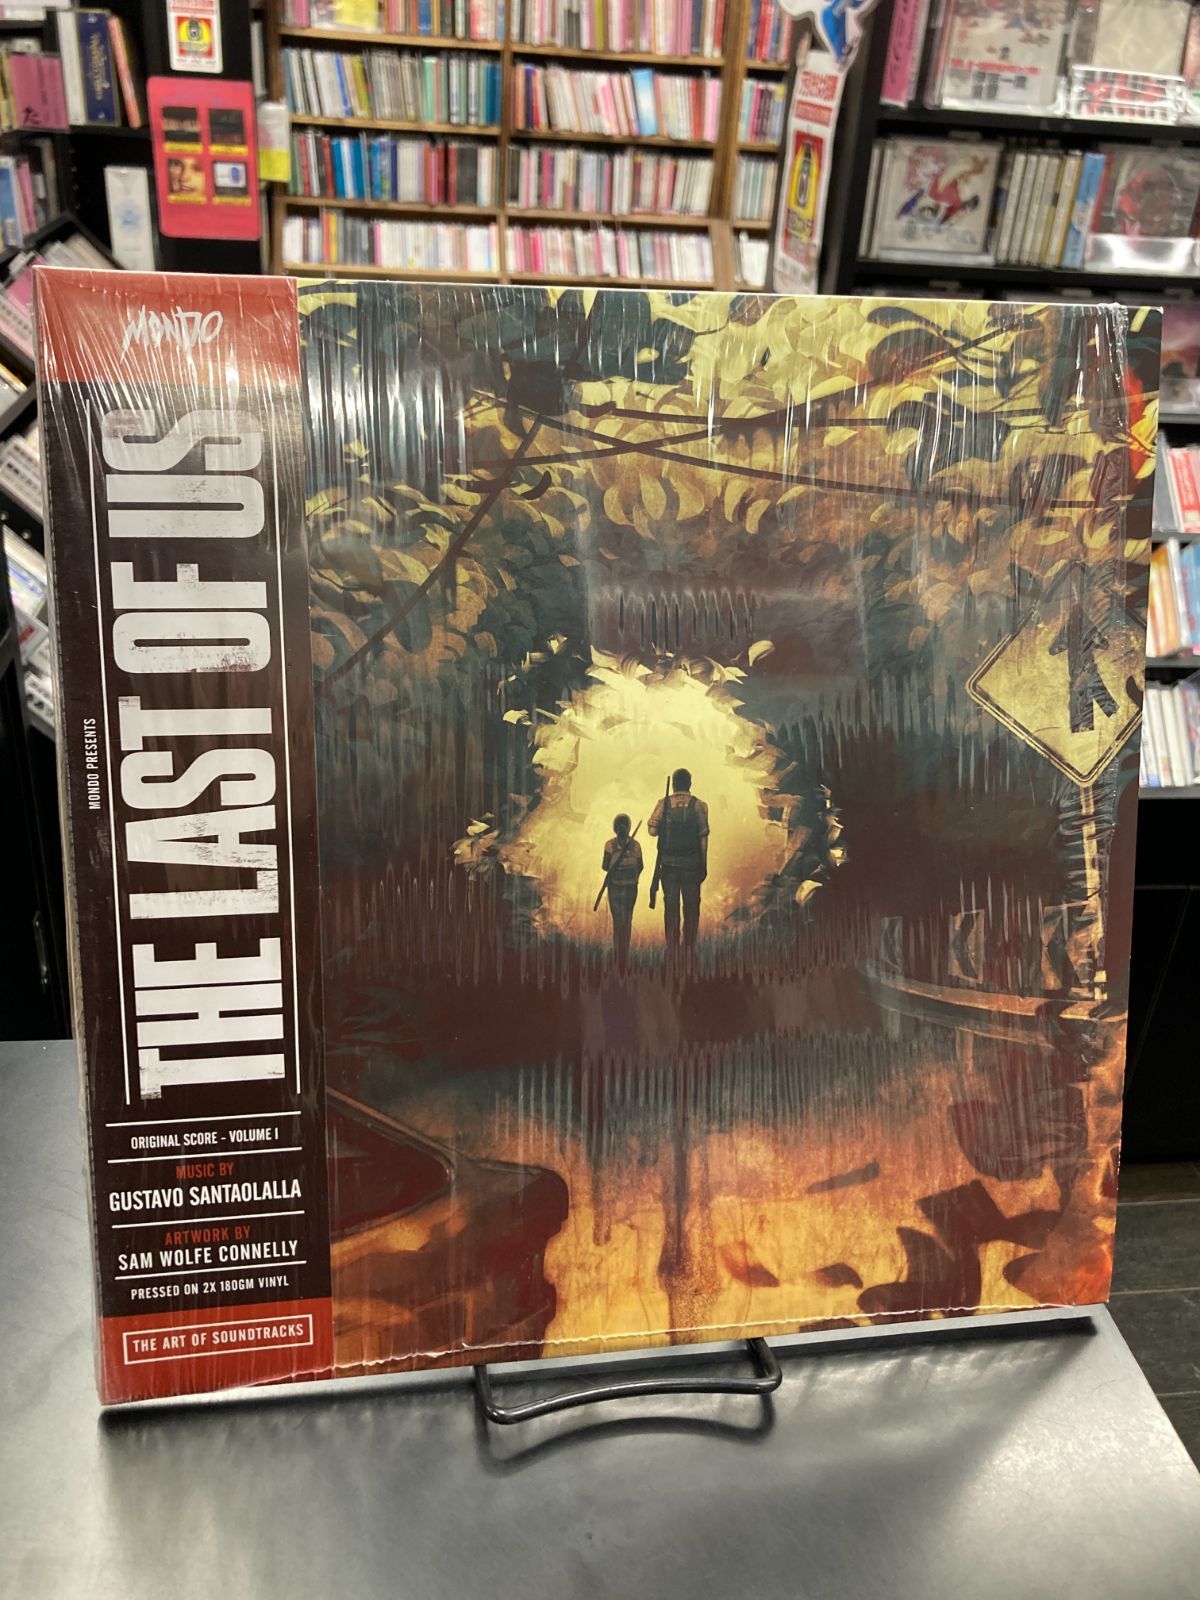 MONDO
MONDO PRESENTS
THE LAST OF US
ORIGINAL SCORE - VOLUME I
MUSIC BY
GUSTAVO SANTAOLALLA
ARTWORK BY
SAM WOLFE CONNELLY
PRESSED ON 2X 180GM VINYL
THE ART OF SOUNDTRACKS